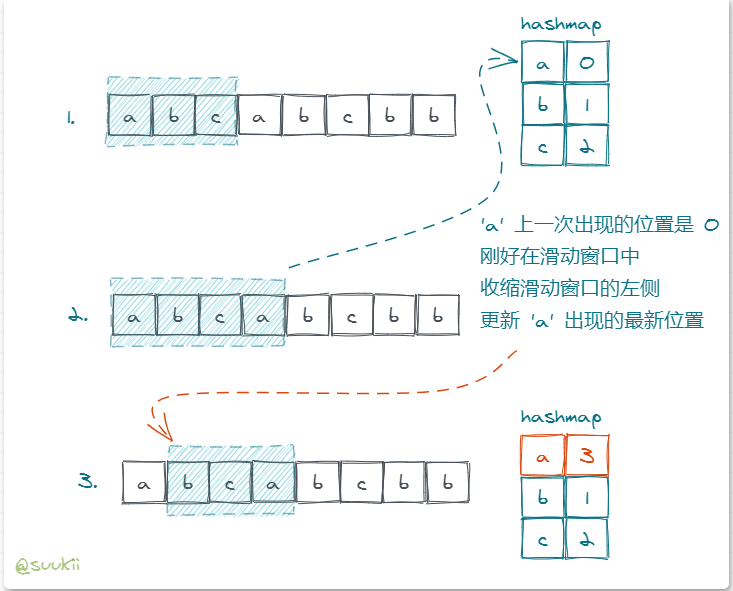 hashmap
a 0
1. a b c a b c b b
b 1
c 2
'a' 上一次出现的位置是 0
刚好在滑动窗口中
收缩滑动窗口的左侧
2. a b c a b c b b
更新 'a' 出现的最新位置
hashmap
a 3
3. a b c a b c b b
b 1
c 2
@suukii